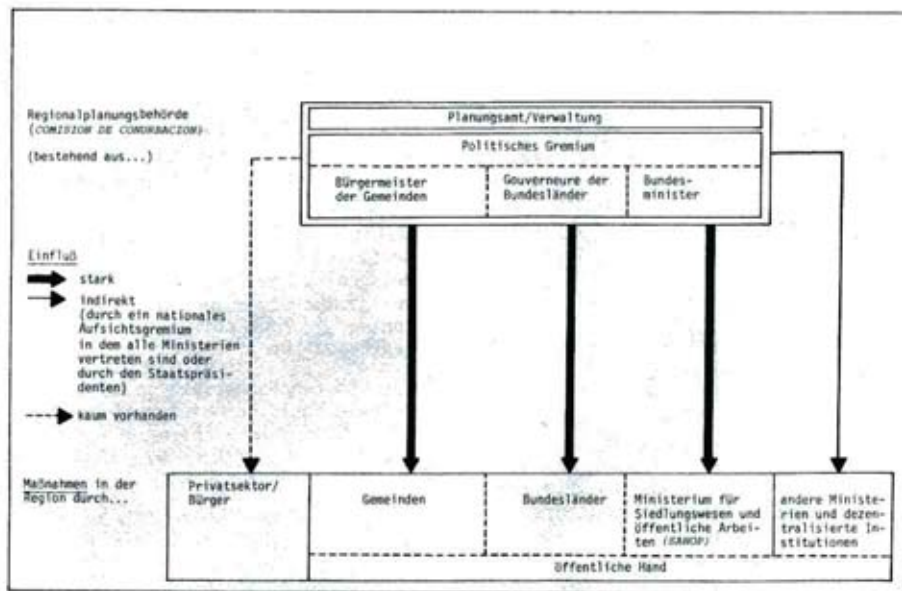 Regionalplanungsbehörde
(COMISION DE CONURBACION)
(bestehend aus...)
Planungsamt/Verwaltung
Politisches Gremium
Bürgermeister
der Gemeinden
Gouverneure der
Bundesländer
Bundes-
minister
Einfluß
stark
indirekt
(durch ein nationales
Aufsichtsgremium
in dem alle Ministerien
vertreten sind oder
durch den Staatspräsi-
denten)
kaum vorhanden
Maßnahmen in der
Region durch...
Privatsektor/
Bürger
Gemeinden
Bundesländer
Ministerium für
Siedlungswesen und
öffentliche Arbei-
ten (SAHOP)
andere Ministe-
rien und dezen-
tralisierte In-
stitutionen
öffentliche Hand